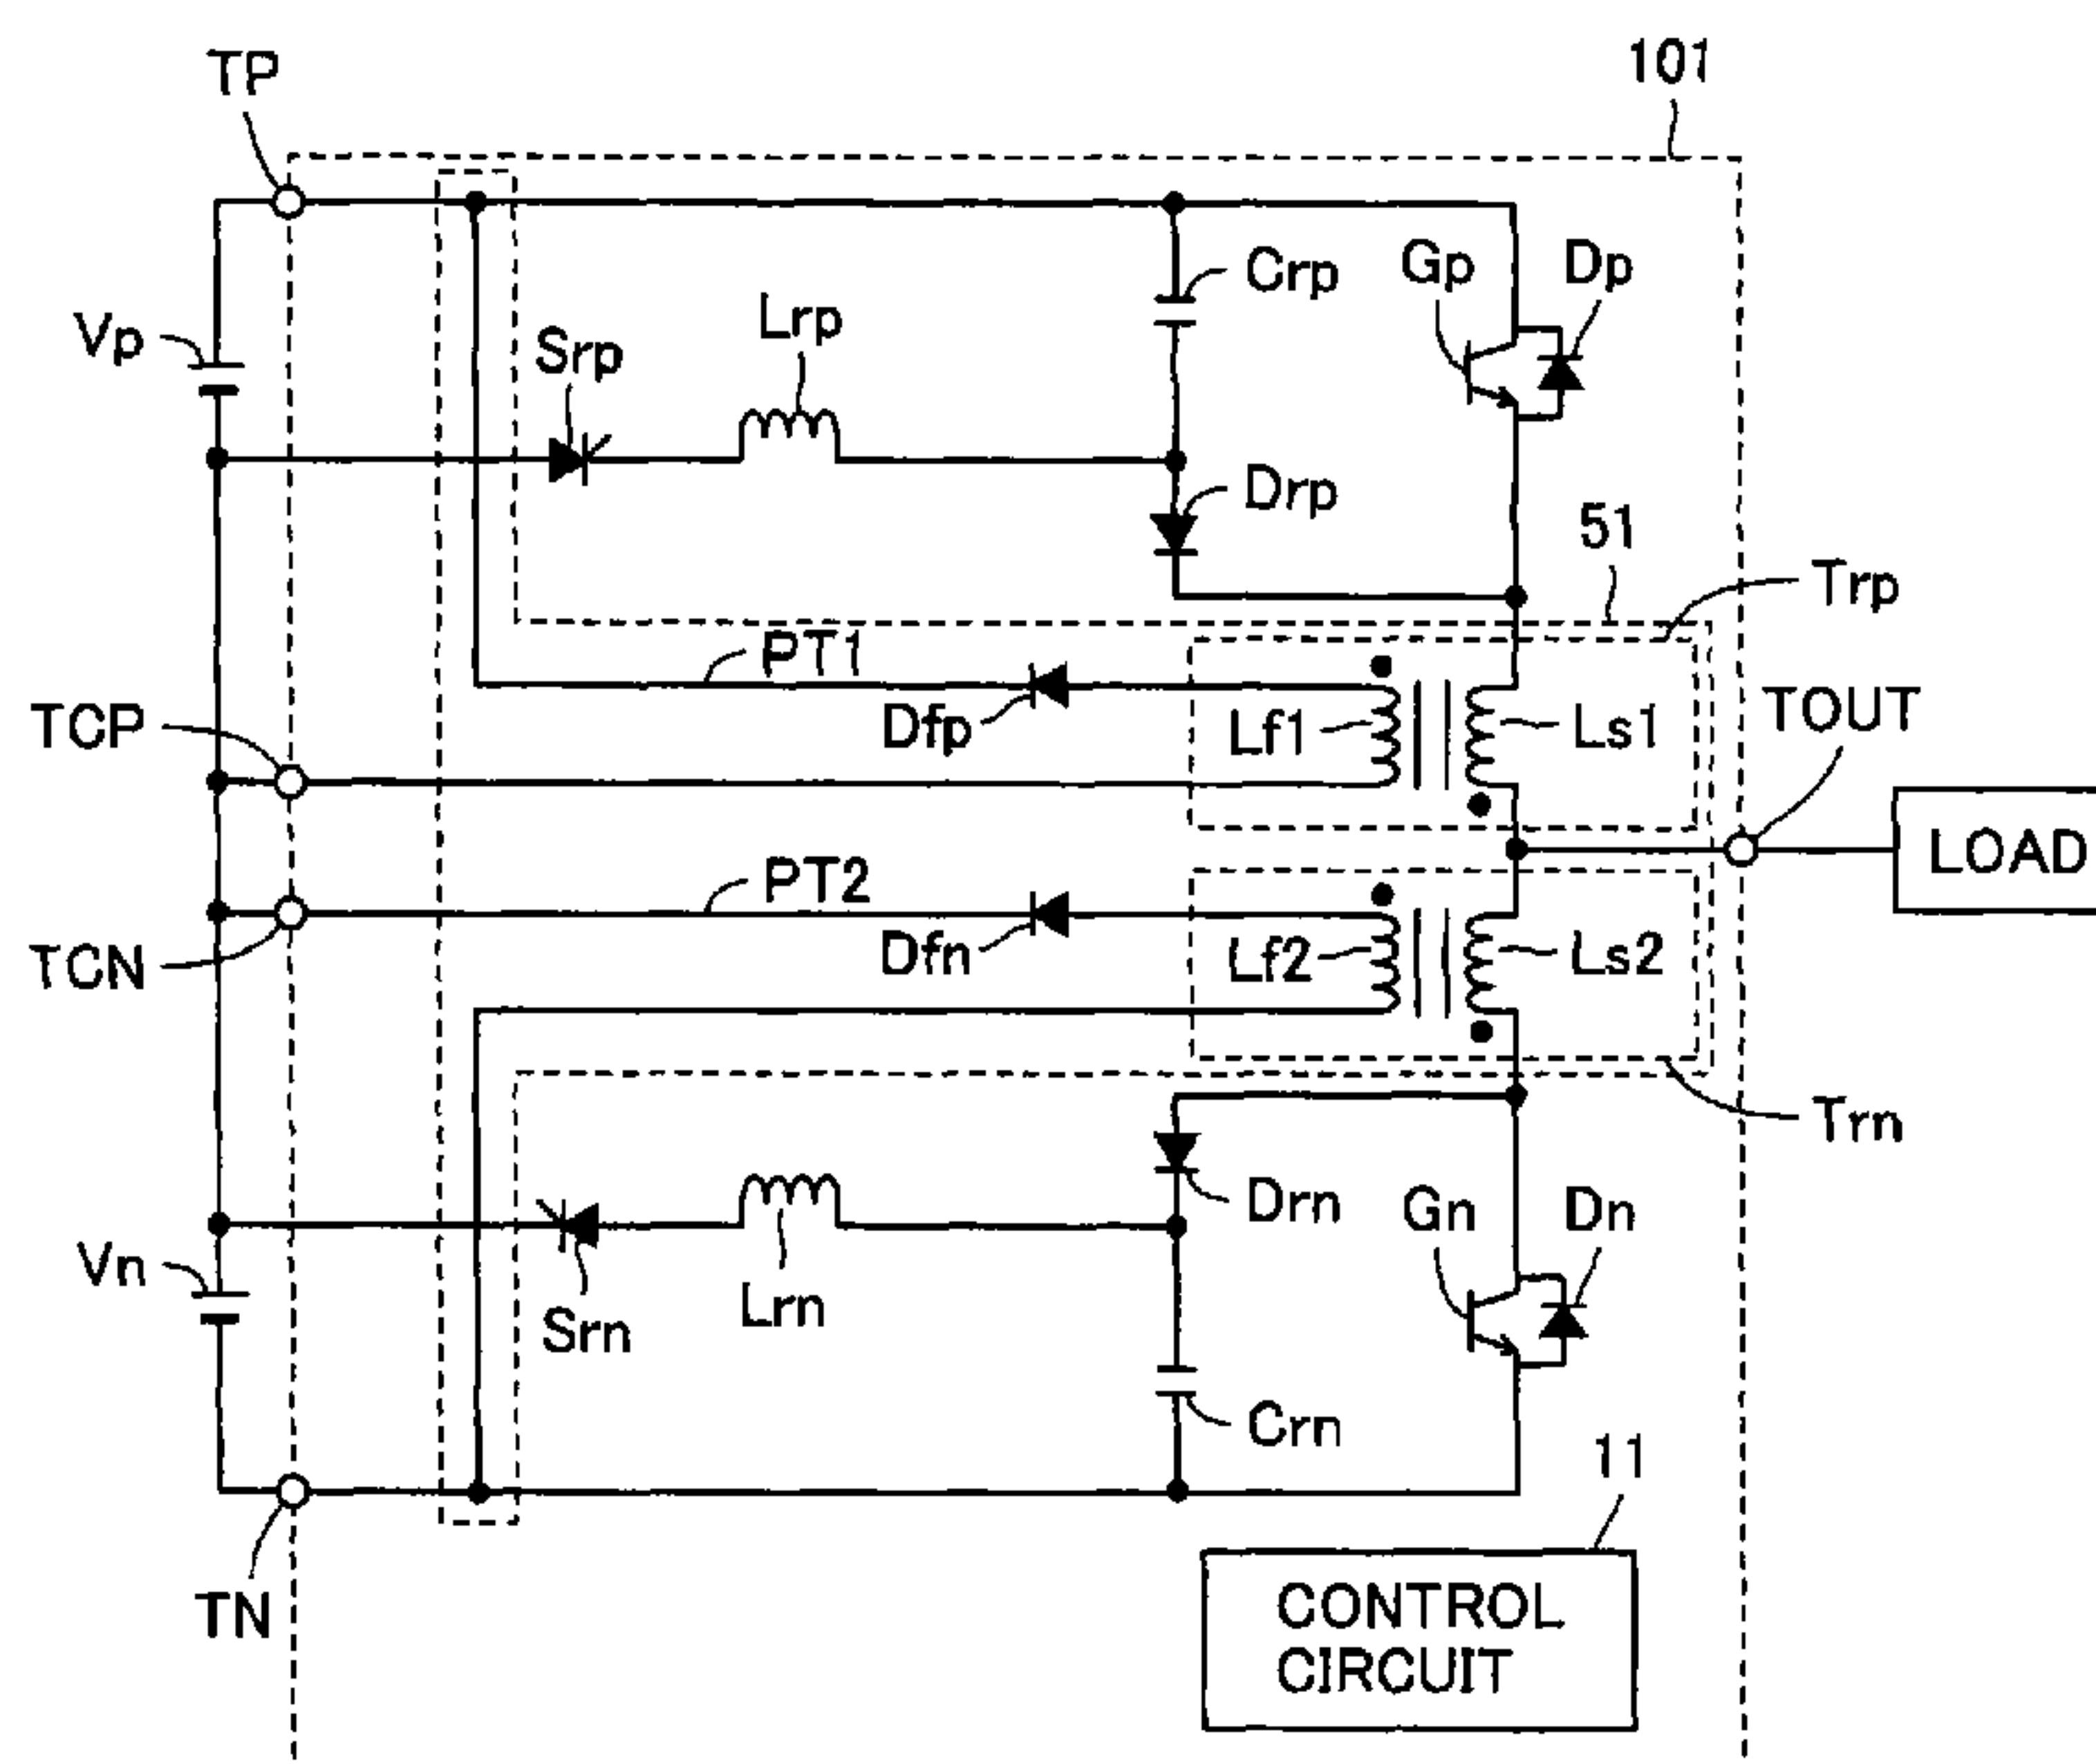 TP
101
Vp
Srp
Lrp
Crp
Gp
Dp
Drp
51
Trp
PT1
Dfp
Lf1
Ls1
TCP
TOUT
LOAD
PT2
Dfn
Lf2
Ls2
TCN
Trn
Drn
Gn
Dn
Vn
Srn
Lrn
Crn
11
TN
CONTROL
CIRCUIT